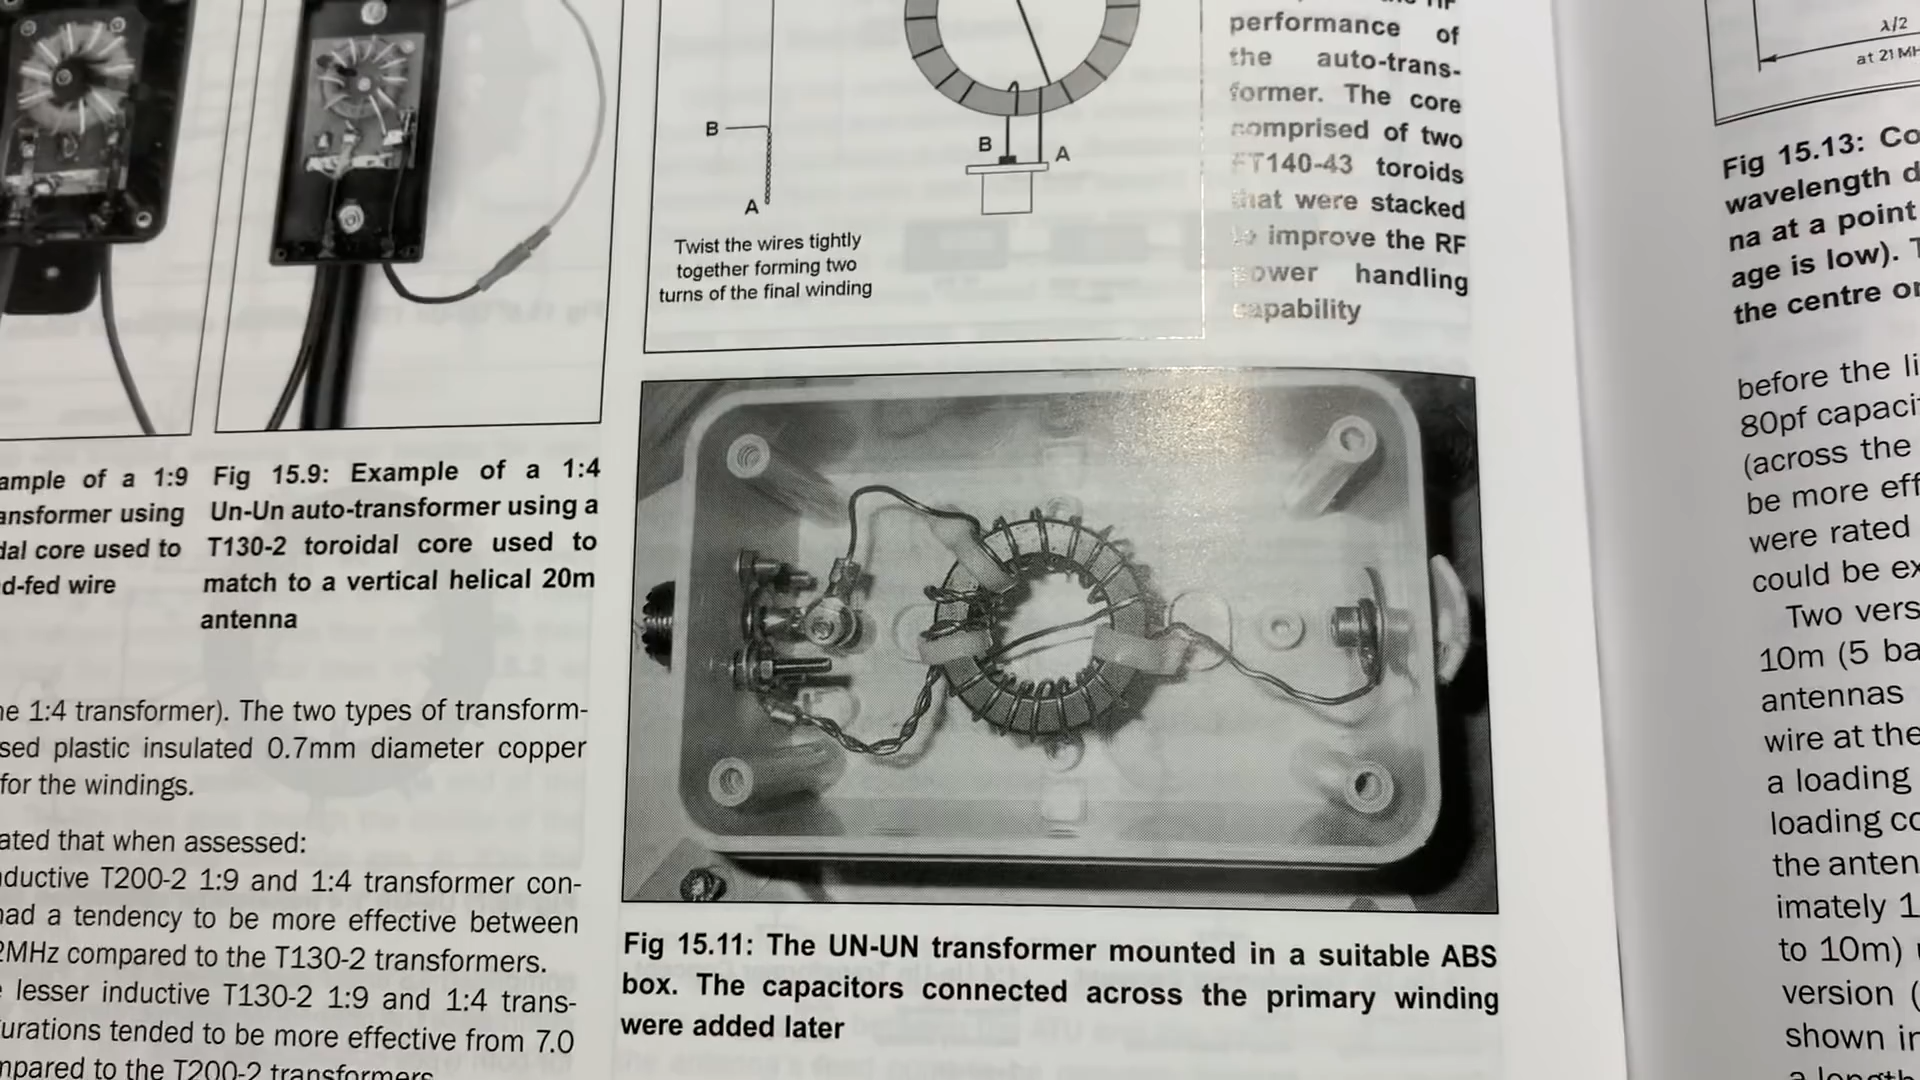 performance of
the auto-trans-
former. The core
comprised of two
FT140-43 toroids
that were stacked
to improve the RF
power handling
capability
B
A
B
A
Twist the wires tightly
together forming two
turns of the final winding
ample of a 1:9
ansformer using
dal core used to
d-fed wire
Fig 15.9: Example of a 1:4
Un-Un auto-transformer using a
T130-2 toroidal core used to
match to a vertical helical 20m
antenna
ne 1:4 transformer). The two types of transform-
sed plastic insulated 0.7mm diameter copper
for the windings.
ated that when assessed:
nductive T200-2 1:9 and 1:4 transformer con-
had a tendency to be more effective between
2MHz compared to the T130-2 transformers.
lesser inductive T130-2 1:9 and 1:4 trans-
urations tended to be more effective from 7.0
mpared to the T200-2 transformers
Fig 15.11: The UN-UN transformer mounted in a suitable ABS
box. The capacitors connected across the primary winding
were added later
λ/2
at 21 MH
Fig 15.13: Co
wavelength d
na at a point
age is low). T
the centre or
before the li
80pf capaci
(across the
be more eff
were rated
could be ex
Two vers
10m (5 ba
antennas
wire at the
a loading
loading co
the anten
imately 1
to 10m)
version (
shown in
a length